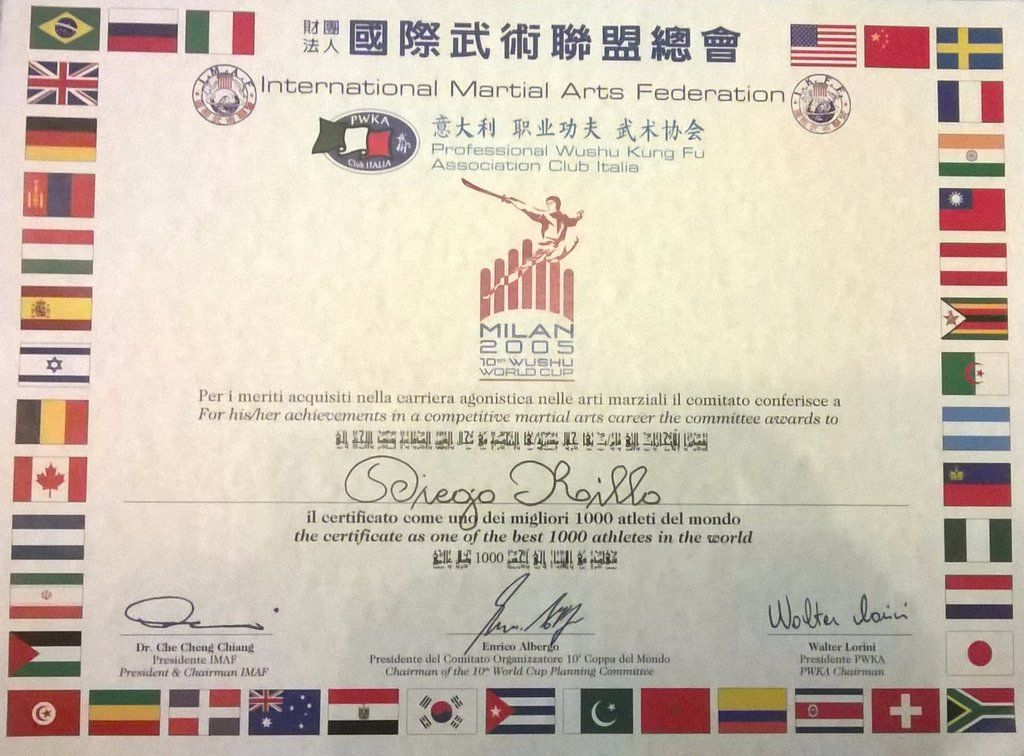 財團法人 國際武術聯盟總會
International Martial Arts Federation
PWKA
Club ITALIA
意大利 职业功夫 武术协会
Professional Wushu Kung Fu
Association Club Italia
MILAN
2005
10th WUSHU
WORLD CUP
Per i meriti acquisiti nella carriera agonistica nelle arti marziali il comitato conferisce a
For his/her achievements in a competitive martial arts career the committee awards to
Diego
il certificato come uno dei migliori 1000 atleti del mondo
the certificate as one of the best 1000 athletes in the world
1000
Dr. Che Cheng Chiang
Presidente IMAF
President & Chairman IMAF
Enrico Albergo
Presidente del Comitato Organizzatore 10ª Coppa del Mondo
Chairman of the 10th World Cup Planning Committee
Walter Lorini
Walter Lorini
Presidente PWKA
PWKA Chairman